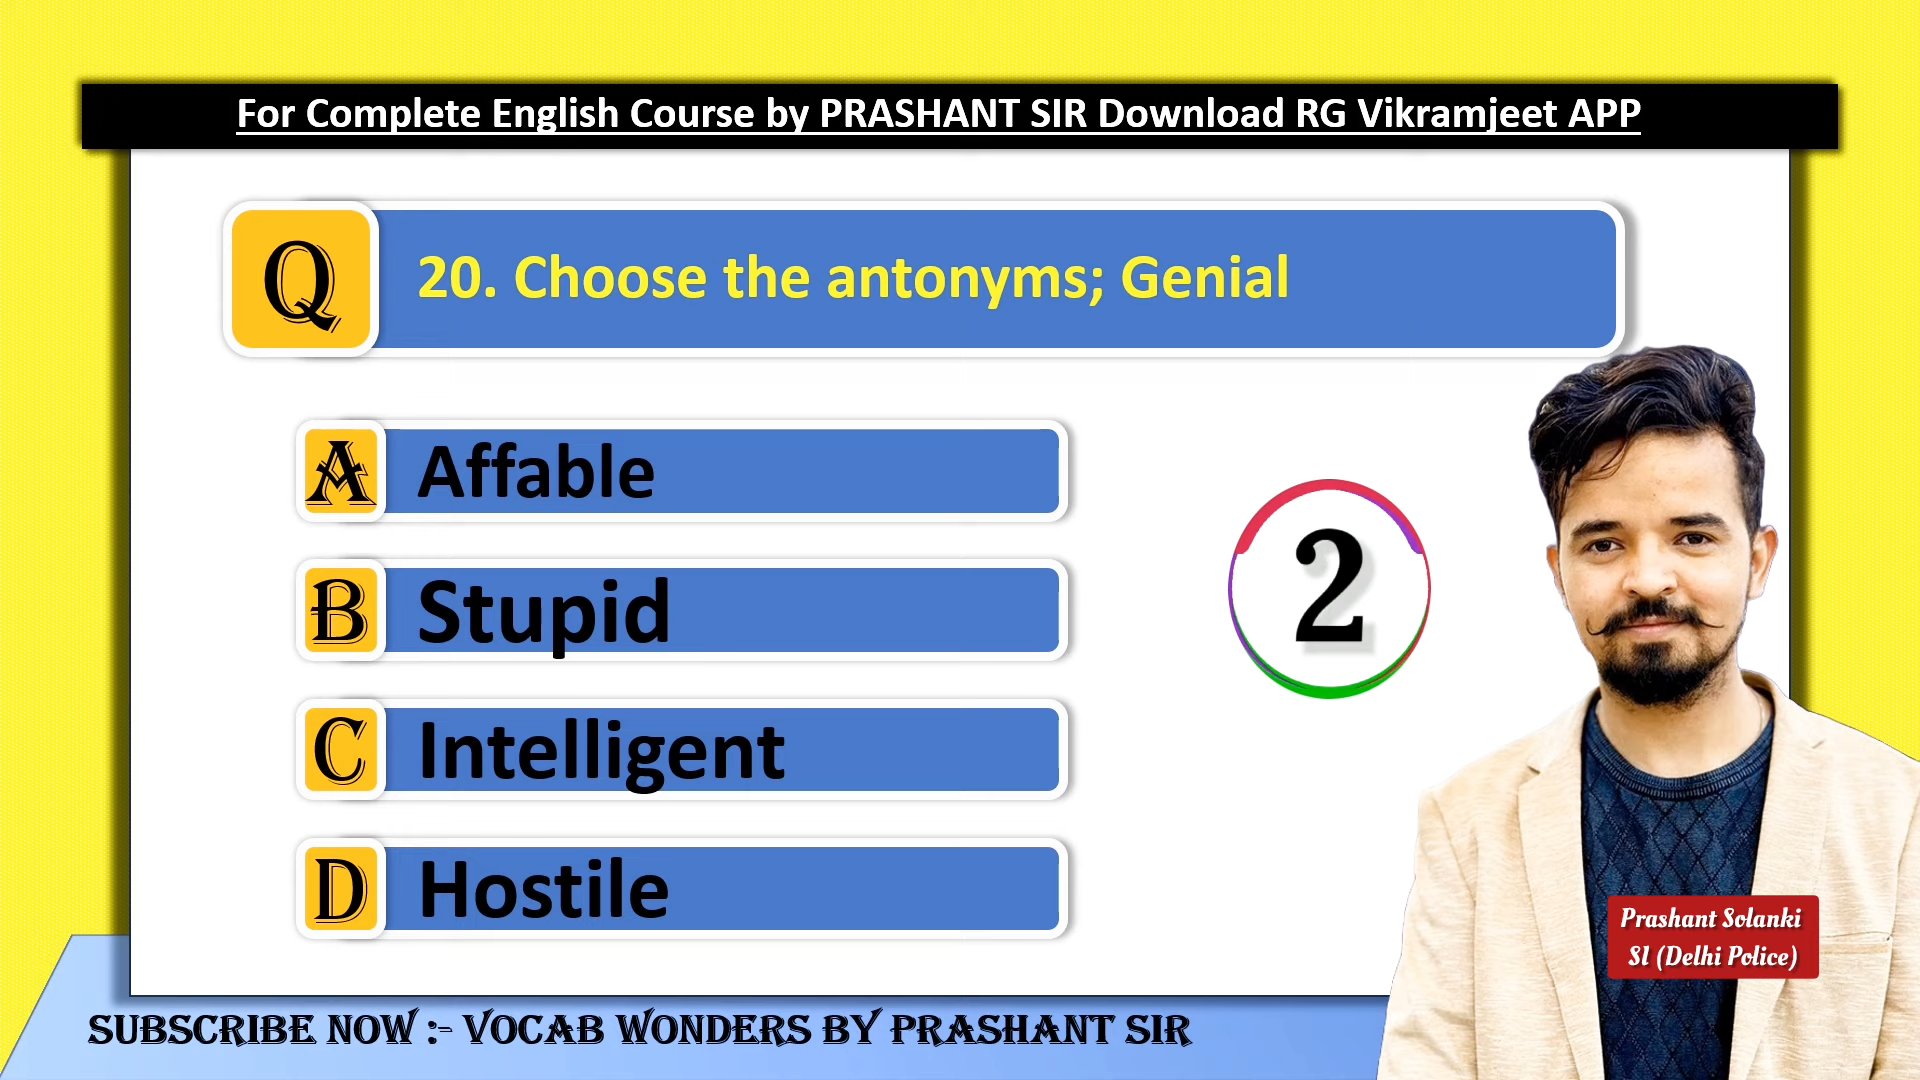 For Complete English Course by PRASHANT SIR Download RG Vikramjeet APP
Q
20. Choose the antonyms; Genial
A
Affable
B
Stupid
C
Intelligent
D
Hostile
2
Prashant Solanki
SI (Delhi Police)
SUBSCRIBE NOW :- VOCAB WONDERS BY PRASHANT SIR